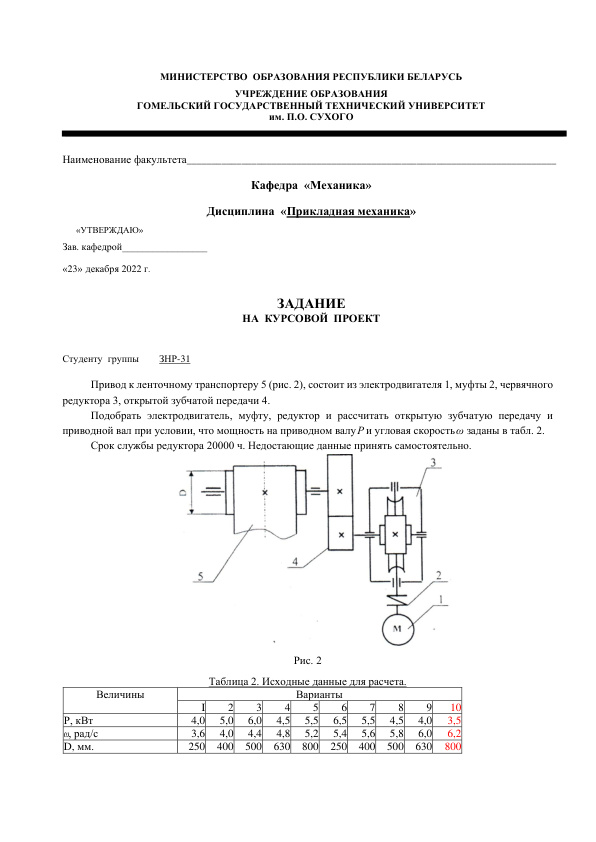 МИНИСТЕРСТВО ОБРАЗОВАНИЯ РЕСПУБЛИКИ БЕЛАРУСЬ
УЧРЕЖДЕНИЕ ОБРАЗОВАНИЯ
ГОМЕЛЬСКИЙ ГОСУДАРСТВЕННЫЙ ТЕХНИЧЕСКИЙ УНИВЕРСИТЕТ
им. П.О. СУХОГО
Наименование факультета
Кафедра «Механика»
Дисциплина «Прикладная механика»
«УТВЕРЖДАЮ»
Зав. кафедрой
«23» декабря 2022 г.
ЗАДАНИЕ
НА КУРСОВОЙ ПРОЕКТ
Студенту группы ЗНР-31
Привод к ленточному транспортеру 5 (рис. 2), состоит из электродвигателя 1, муфты 2, червячного
редуктора 3, открытой зубчатой передачи 4.
Подобрать электродвигатель, муфту, редуктор и рассчитать открытую зубчатую передачу и
приводной вал при условии, что мощность на приводном валу P и угловая скорость ω заданы в табл. 2.
Срок службы редуктора 20000 ч. Недостающие данные принять самостоятельно.
D
3
4
5
2
1
М
Рис. 2
Таблица 2. Исходные данные для расчета.
Величины Варианты
I 2 3 4 5 6 7 8 9 10
Р, кВт 4,0 5,0 6,0 4,5 5,5 6,5 5,5 4,5 4,0 3,5
ω, рад/с 3,6 4,0 4,4 4,8 5,2 5,4 5,6 5,8 6,0 6,2
D, мм. 250 400 500 630 800 250 400 500 630 800